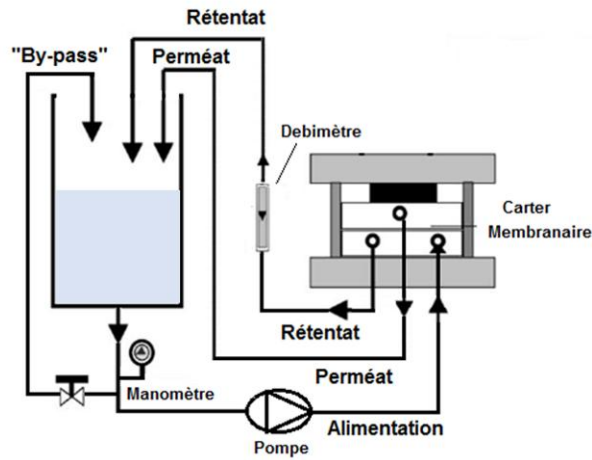 Rétentat
"By-pass"
Perméat
Debimètre
Carter
Membranaire
Rétentat
Perméat
Manomètre
Alimentation
Pompe